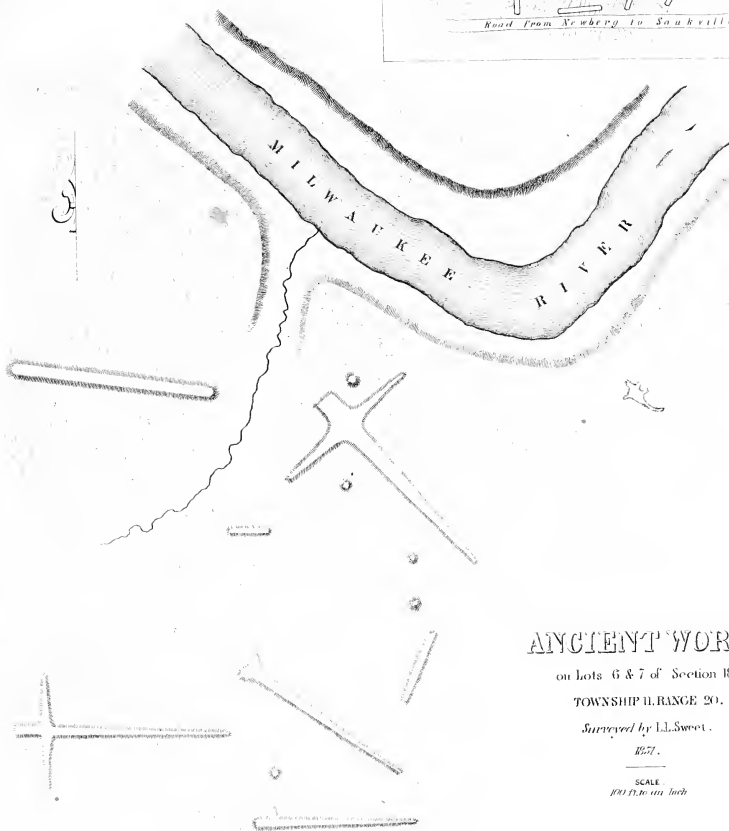 Road From Newberg to Saukvill
MILWAUKEE RIVER
ANCIENT WOR
on Lots 6 & 7 of Section 18
TOWNSHIP 11, RANGE 20.
Surveyed by L.L. Sweet.
SCALE
100 ft. to an Inch